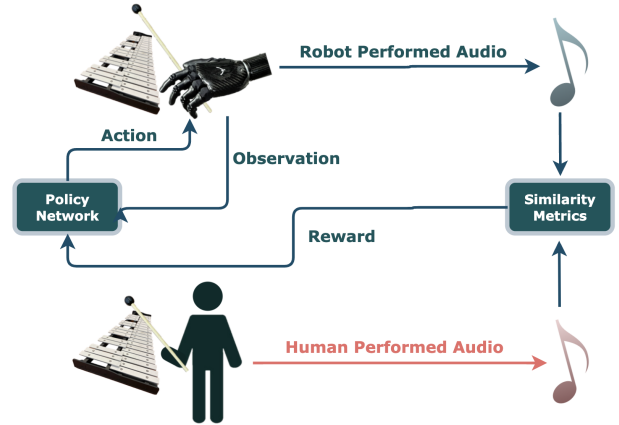 Robot Performed Audio
Action
Observation
Policy
Network
Similarity
Metrics
Reward
Human Performed Audio